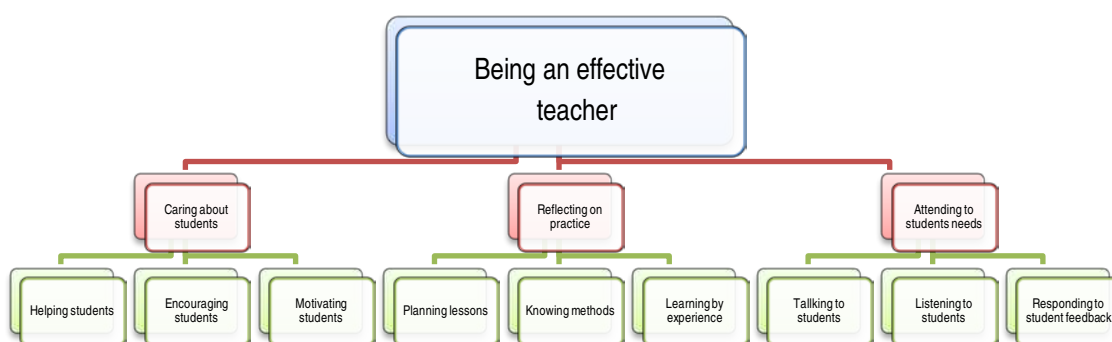 Being an effective
teacher
Caring about
students
Reflecting on
practice
Attending to
students needs
Helping students
Encouraging
students
Motivating
students
Planning lessons
Knowing methods
Learning by
experience
Tallking to
students
Listening to
students
Responding to
student feedback